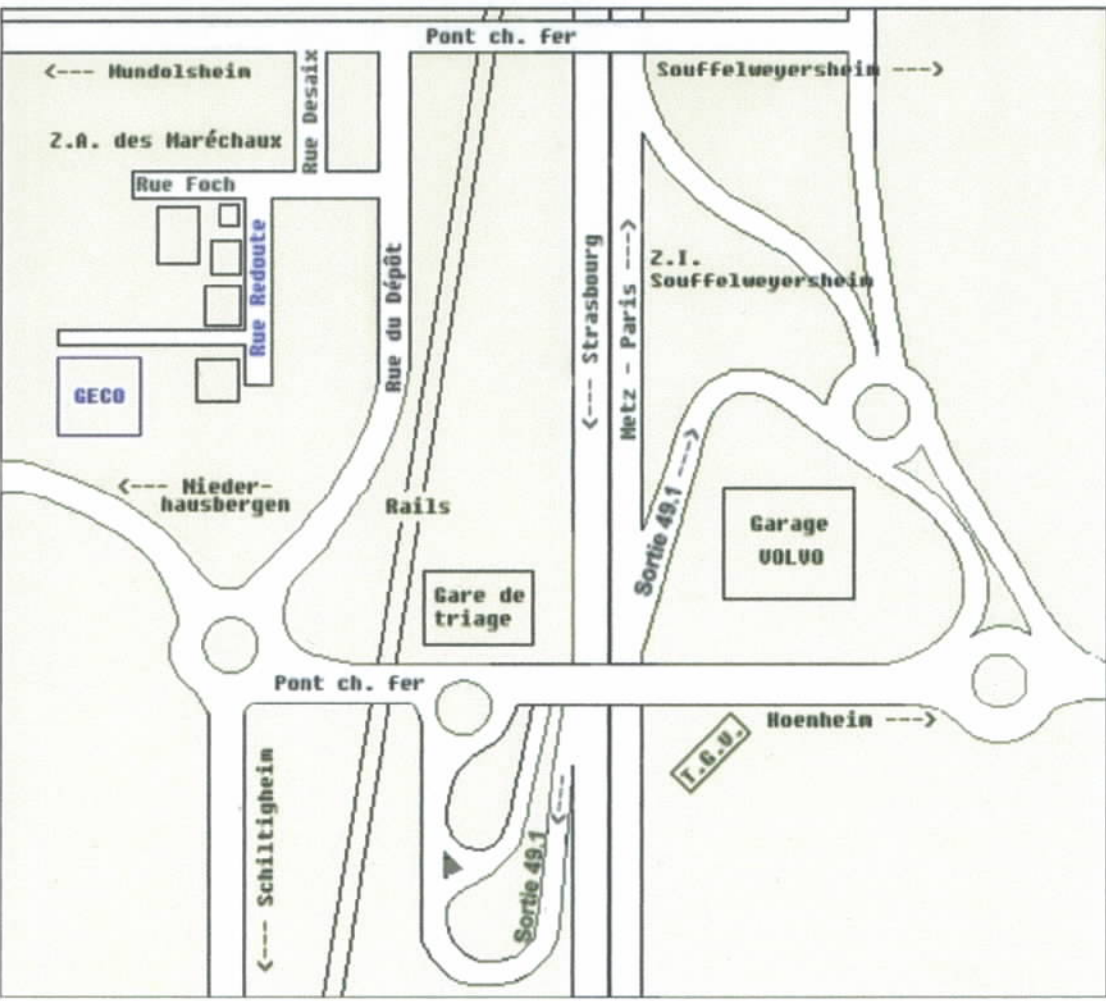 Pont ch. fer
<--- Mundolsheim
Rue Desaix
Souffelweyersheim --->
Z.A. des Maréchaux
Rue Foch
Rue Redoute
Rue du Dépôt
<--- Strasbourg
Metz - Paris --->
Z.I.
Souffelweyersheim
GECO
<--- Nieder-
hausbergen
Rails
Sortie 49.1 --->
Garage
VOLVO
Gare de
triage
Pont ch. fer
Hoenheim --->
T.G.V.
<--- Schiltigheim
Sortie 49.1
<---